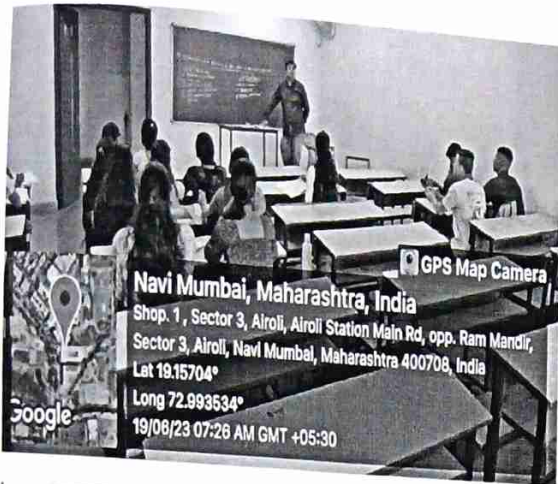 GPS Map Camera
Navi Mumbai, Maharashtra, India
Shop. 1 , Sector 3, Airoli, Airoli Station Main Rd, opp. Ram Mandir,
Sector 3, Airoli, Navi Mumbai, Maharashtra 400708, India
Lat 19.15704°
Long 72.993534°
19/06/23 07:26 AM GMT +05:30
Google